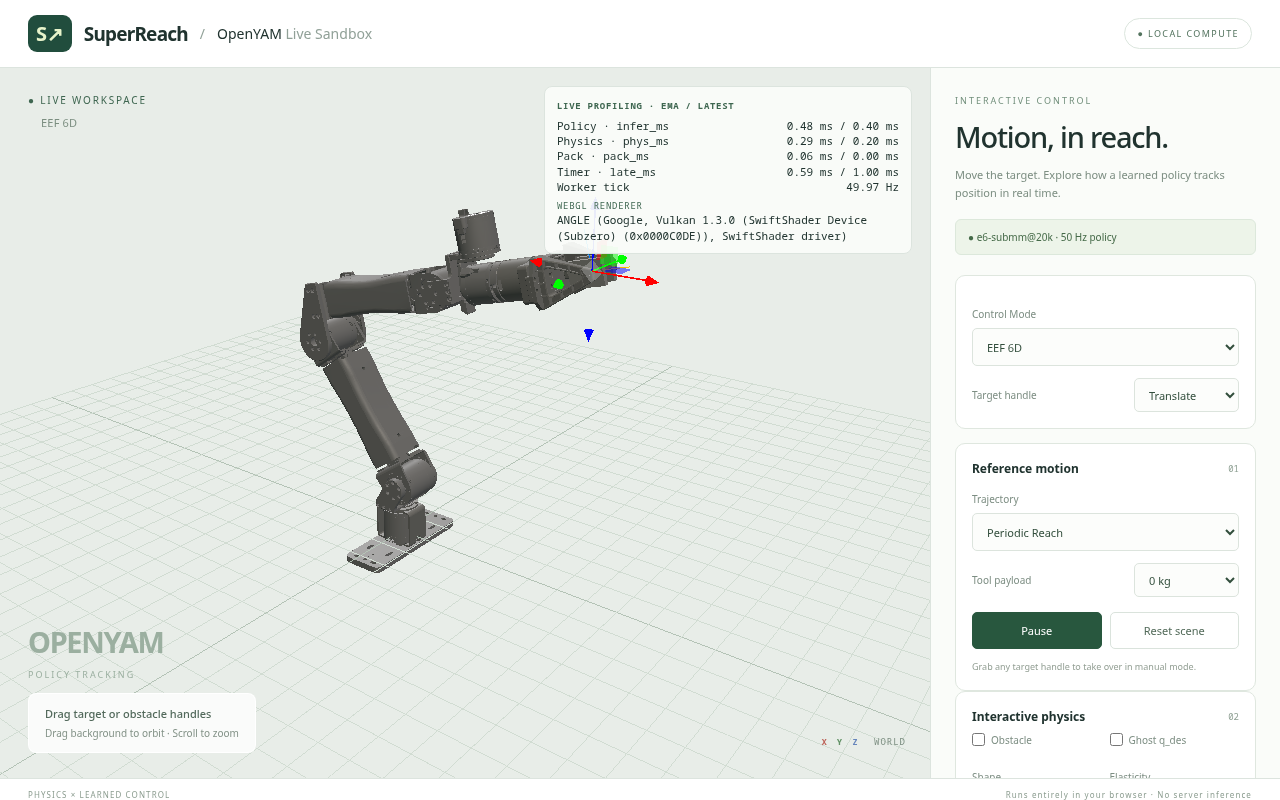 S↗ SuperReach / OpenYAM Live Sandbox
● LOCAL COMPUTE
● LIVE WORKSPACE
EEF 6D
LIVE PROFILING · EMA / LATEST
Policy · infer_ms 0.48 ms / 0.40 ms
Physics · phys_ms 0.29 ms / 0.20 ms
Pack · pack_ms 0.06 ms / 0.00 ms
Timer · late_ms 0.59 ms / 1.00 ms
Worker tick 49.97 Hz
WEBGL RENDERER
ANGLE (Google, Vulkan 1.3.0 (SwiftShader Device
(Subzero) (0x0000C0DE)), SwiftShader driver)
OPENYAM
POLICY TRACKING
Drag target or obstacle handles
Drag background to orbit · Scroll to zoom
X Y Z WORLD
INTERACTIVE CONTROL
Motion, in reach.
Move the target. Explore how a learned policy tracks
position in real time.
● e6-submm@20k · 50 Hz policy
Control Mode
EEF 6D
Target handle Translate
Reference motion 01
Trajectory
Periodic Reach
Tool payload 0 kg
Pause Reset scene
Grab any target handle to take over in manual mode.
Interactive physics 02
Obstacle Ghost q_des
Shape Elasticity
PHYSICS × LEARNED CONTROL
Runs entirely in your browser · No server inference